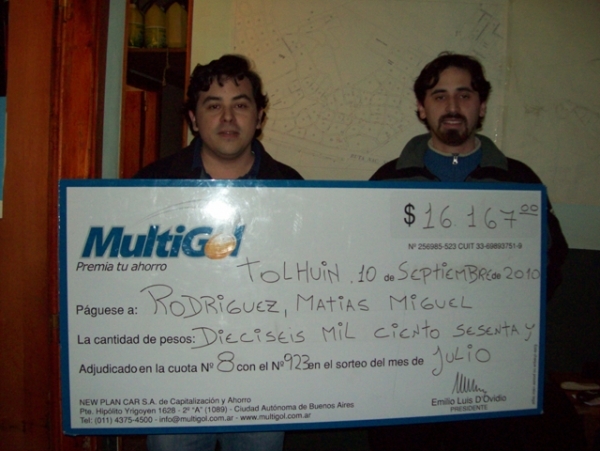 $ 16.167 00
MultiGol
Nº 256985-523 CUIT 33-69893751-9
Premia tu ahorro
TOLHUIN, 10 de SEPTIEMBRE de 2010
Páguese a: RODRIGUEZ, MATIAS MIGUEL
La cantidad de pesos: DIECISEIS MIL CIENTO SESENTA Y
Adjudicado en la cuota Nº 8 con el Nº 923 en el sorteo del mes de JULIO
NEW PLAN CAR S.A. de Capitalización y Ahorro
Pte. Hipólito Yrigoyen 1628 - 2º "A" (1089) - Ciudad Autónoma de Buenos Aires
Tel: (011) 4375-4500 - info@multigol.com.ar - www.multigol.com.ar
Emilio Luis D'Ovidio
PRESIDENTE